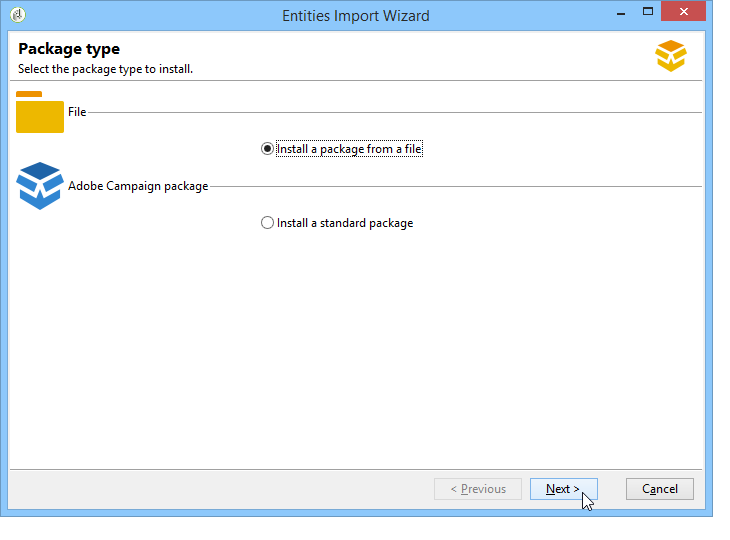 Entities Import Wizard
Package type
Select the package type to install.
File
Install a package from a file
Adobe Campaign package
Install a standard package
< Previous
Next >
Cancel